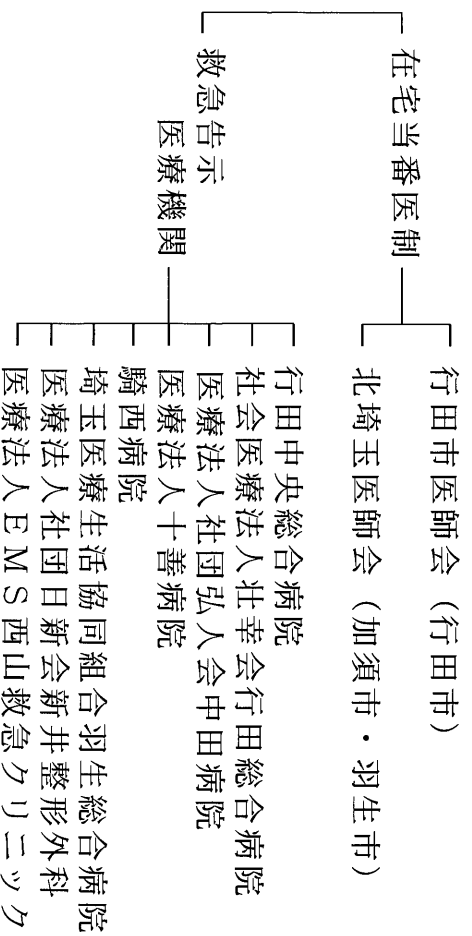 在宅当番医制
行田市医師会（行田市）
北埼玉医師会（加須市・羽生市）
救急告示
医療機関
行田中央総合病院
社会医療法人壮幸会行田総合病院
医療法人社団弘人会中田病院
医療法人十善病院
騎西病院
埼玉医療生活協同組合羽生総合病院
医療法人社団日新会新井整形外科
医療法人ＥＭＳ西山救急クリニック